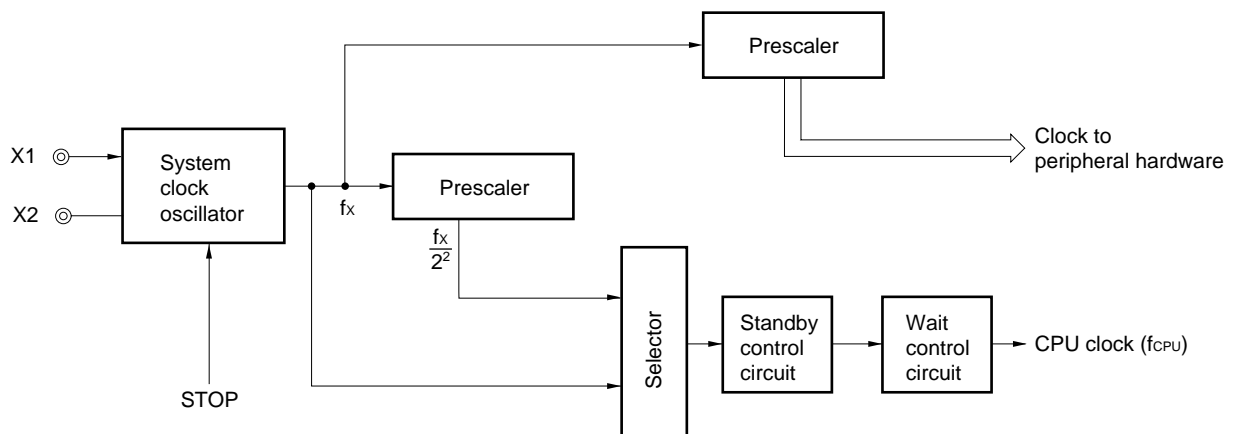 Prescaler
X1
X2
System
clock
oscillator
fX
Prescaler
Clock to
peripheral hardware
fX
2²
STOP
Selector
Standby
control
circuit
Wait
control
circuit
CPU clock (fCPU)